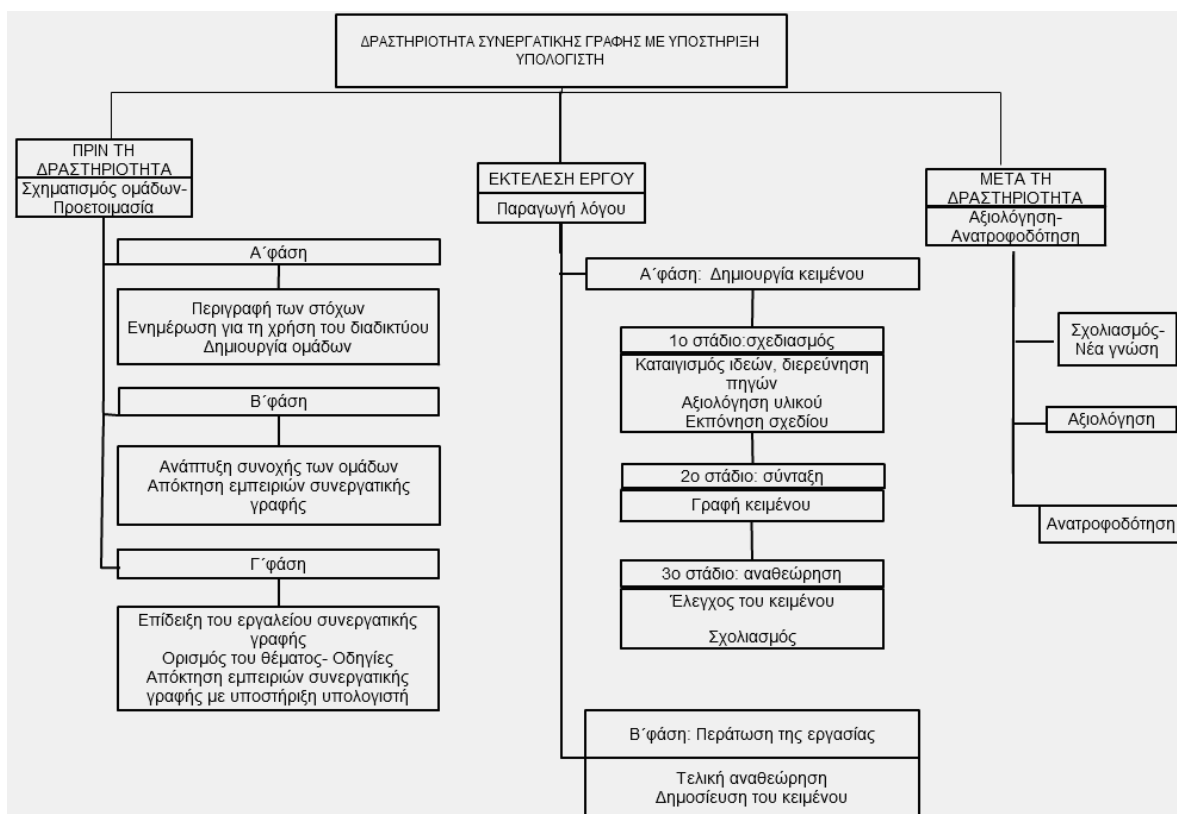 ΔΡΑΣΤΗΡΙΟΤΗΤΑ ΣΥΝΕΡΓΑΤΙΚΗΣ ΓΡΑΦΗΣ ΜΕ ΥΠΟΣΤΗΡΙΞΗ
ΥΠΟΛΟΓΙΣΤΗ
ΠΡΙΝ ΤΗ
ΔΡΑΣΤΗΡΙΟΤΗΤΑ
Σχηματισμός ομάδων-
Προετοιμασία
Α΄φάση
Περιγραφή των στόχων
Ενημέρωση για τη χρήση του διαδικτύου
Δημιουργία ομάδων
Β΄φάση
Ανάπτυξη συνοχής των ομάδων
Απόκτηση εμπειριών συνεργατικής
γραφής
Γ΄φάση
Επίδειξη του εργαλείου συνεργατικής
γραφής
Ορισμός του θέματος- Οδηγίες
Απόκτηση εμπειριών συνεργατικής
γραφής με υποστήριξη υπολογιστή
ΕΚΤΕΛΕΣΗ ΕΡΓΟΥ
Παραγωγή λόγου
Α΄φάση: Δημιουργία κειμένου
1ο στάδιο:σχεδιασμός
Καταιγισμός ιδεών, διερεύνηση
πηγών
Αξιολόγηση υλικού
Εκπόνηση σχεδίου
2ο στάδιο: σύνταξη
Γραφή κειμένου
3ο στάδιο: αναθεώρηση
Έλεγχος του κειμένου
Σχολιασμός
Β΄φάση: Περάτωση της εργασίας
Τελική αναθεώρηση
Δημοσίευση του κειμένου
ΜΕΤΑ ΤΗ
ΔΡΑΣΤΗΡΙΟΤΗΤΑ
Αξιολόγηση-
Ανατροφοδότηση
Σχολιασμός-
Νέα γνώση
Αξιολόγηση
Ανατροφοδότηση